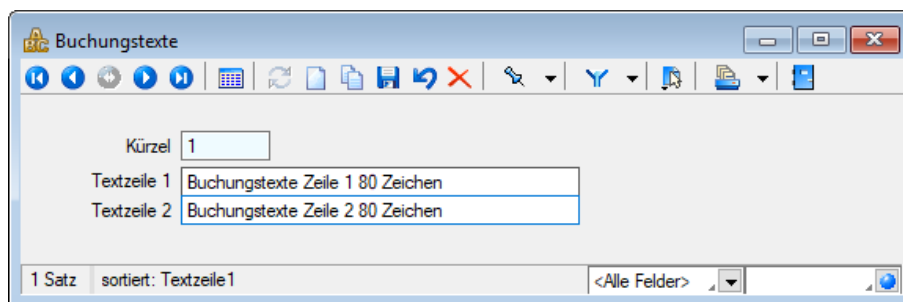 Buchungstexte
Kürzel 1
Textzeile 1 Buchungstexte Zeile 1 80 Zeichen
Textzeile 2 Buchungstexte Zeile 2 80 Zeichen
1 Satz sortiert: Textzeile1 <Alle Felder>